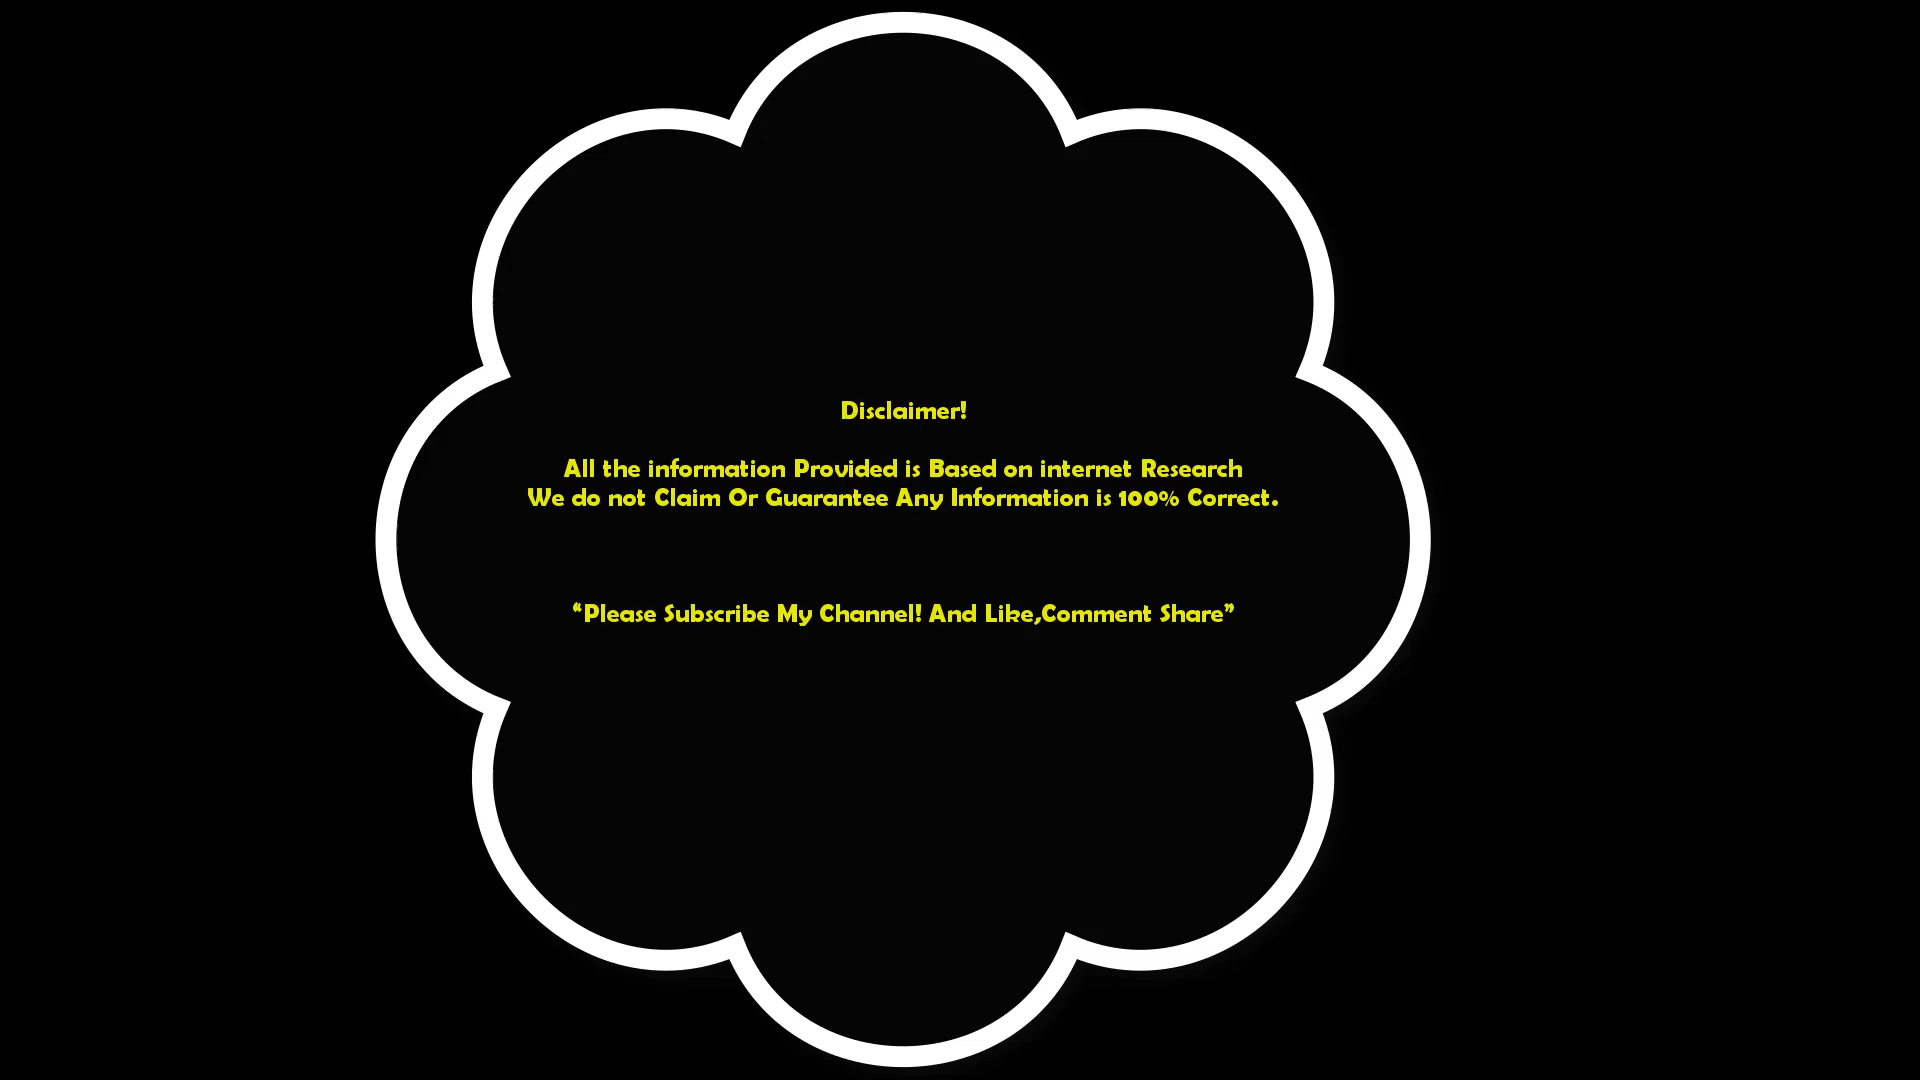 Disclaimer!
All the information Provided is Based on internet Research
We do not Claim Or Guarantee Any Information is 100% Correct.
“Please Subscribe My Channel! And Like,Comment Share”